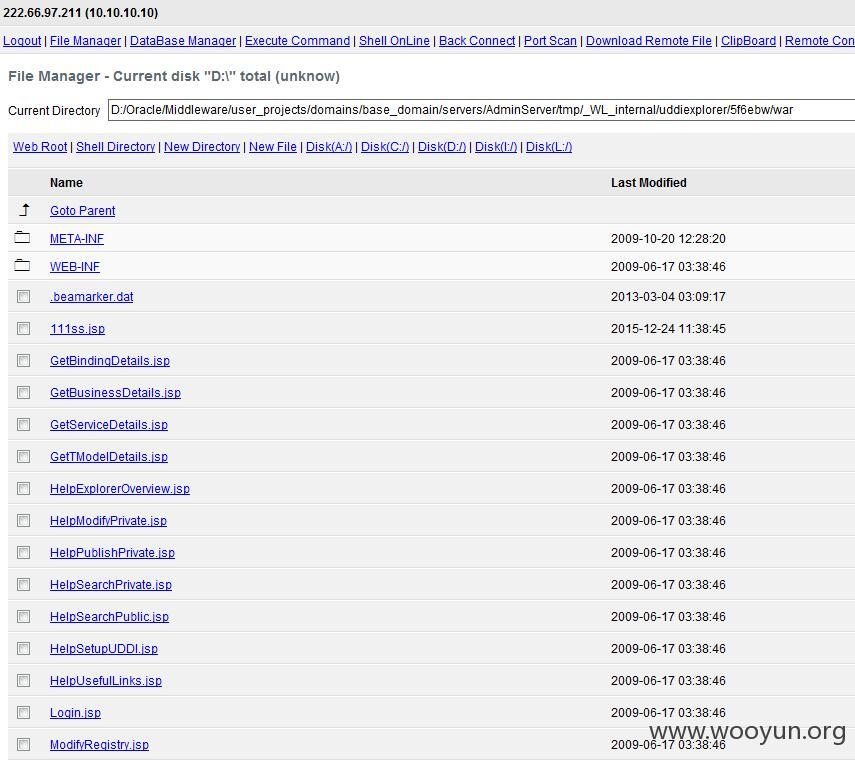 222.66.97.211 (10.10.10.10)
Logout | File Manager | DataBase Manager | Execute Command | Shell OnLine | Back Connect | Port Scan | Download Remote File | ClipBoard | Remote Con
File Manager - Current disk "D:\" total (unknow)
Current Directory D:/Oracle/Middleware/user_projects/domains/base_domain/servers/AdminServer/tmp/_WL_internal/uddiexplorer/5f6ebw/war
Web Root | Shell Directory | New Directory | New File | Disk(A:/) | Disk(C:/) | Disk(D:/) | Disk(I:/) | Disk(L:/)
Name Last Modified
Goto Parent
META-INF 2009-10-20 12:28:20
WEB-INF 2009-06-17 03:38:46
.beamarker.dat 2013-03-04 03:09:17
111ss.jsp 2015-12-24 11:38:45
GetBindingDetails.jsp 2009-06-17 03:38:46
GetBusinessDetails.jsp 2009-06-17 03:38:46
GetServiceDetails.jsp 2009-06-17 03:38:46
GetTModelDetails.jsp 2009-06-17 03:38:46
HelpExplorerOverview.jsp 2009-06-17 03:38:46
HelpModifyPrivate.jsp 2009-06-17 03:38:46
HelpPublishPrivate.jsp 2009-06-17 03:38:46
HelpSearchPrivate.jsp 2009-06-17 03:38:46
HelpSearchPublic.jsp 2009-06-17 03:38:46
HelpSetupUDDI.jsp 2009-06-17 03:38:46
HelpUsefulLinks.jsp 2009-06-17 03:38:46
Login.jsp 2009-06-17 03:38:46
www.wooyun.org
ModifyRegistry.jsp 2009-06-17 03:38:46